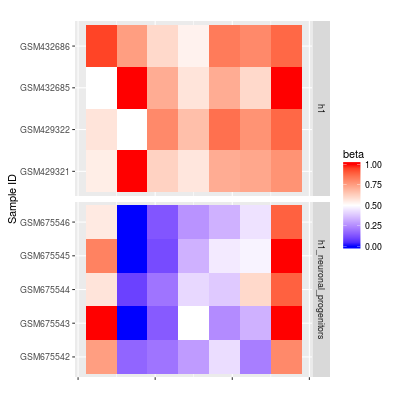 Sample ID
GSM432686
GSM432685
GSM429322
GSM429321
h1
GSM675546
GSM675545
GSM675544
GSM675543
GSM675542
h1_neuronal_progenitors
beta
1.00
0.75
0.50
0.25
0.00